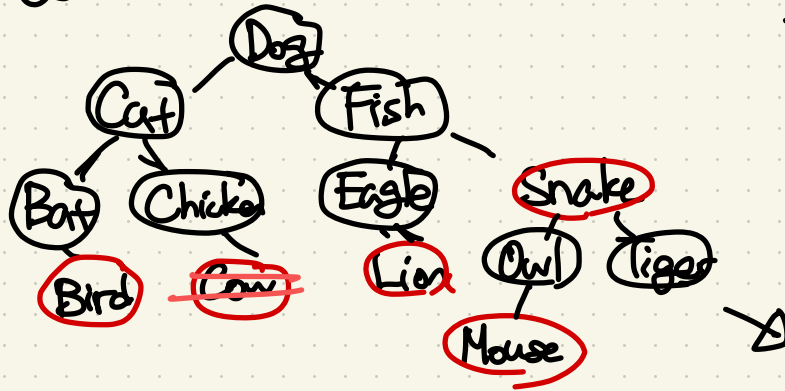 Dog
Cat Fish
Bat Chicken Eagle Snake
Bird Cow Lion Owl Tiger
Mouse